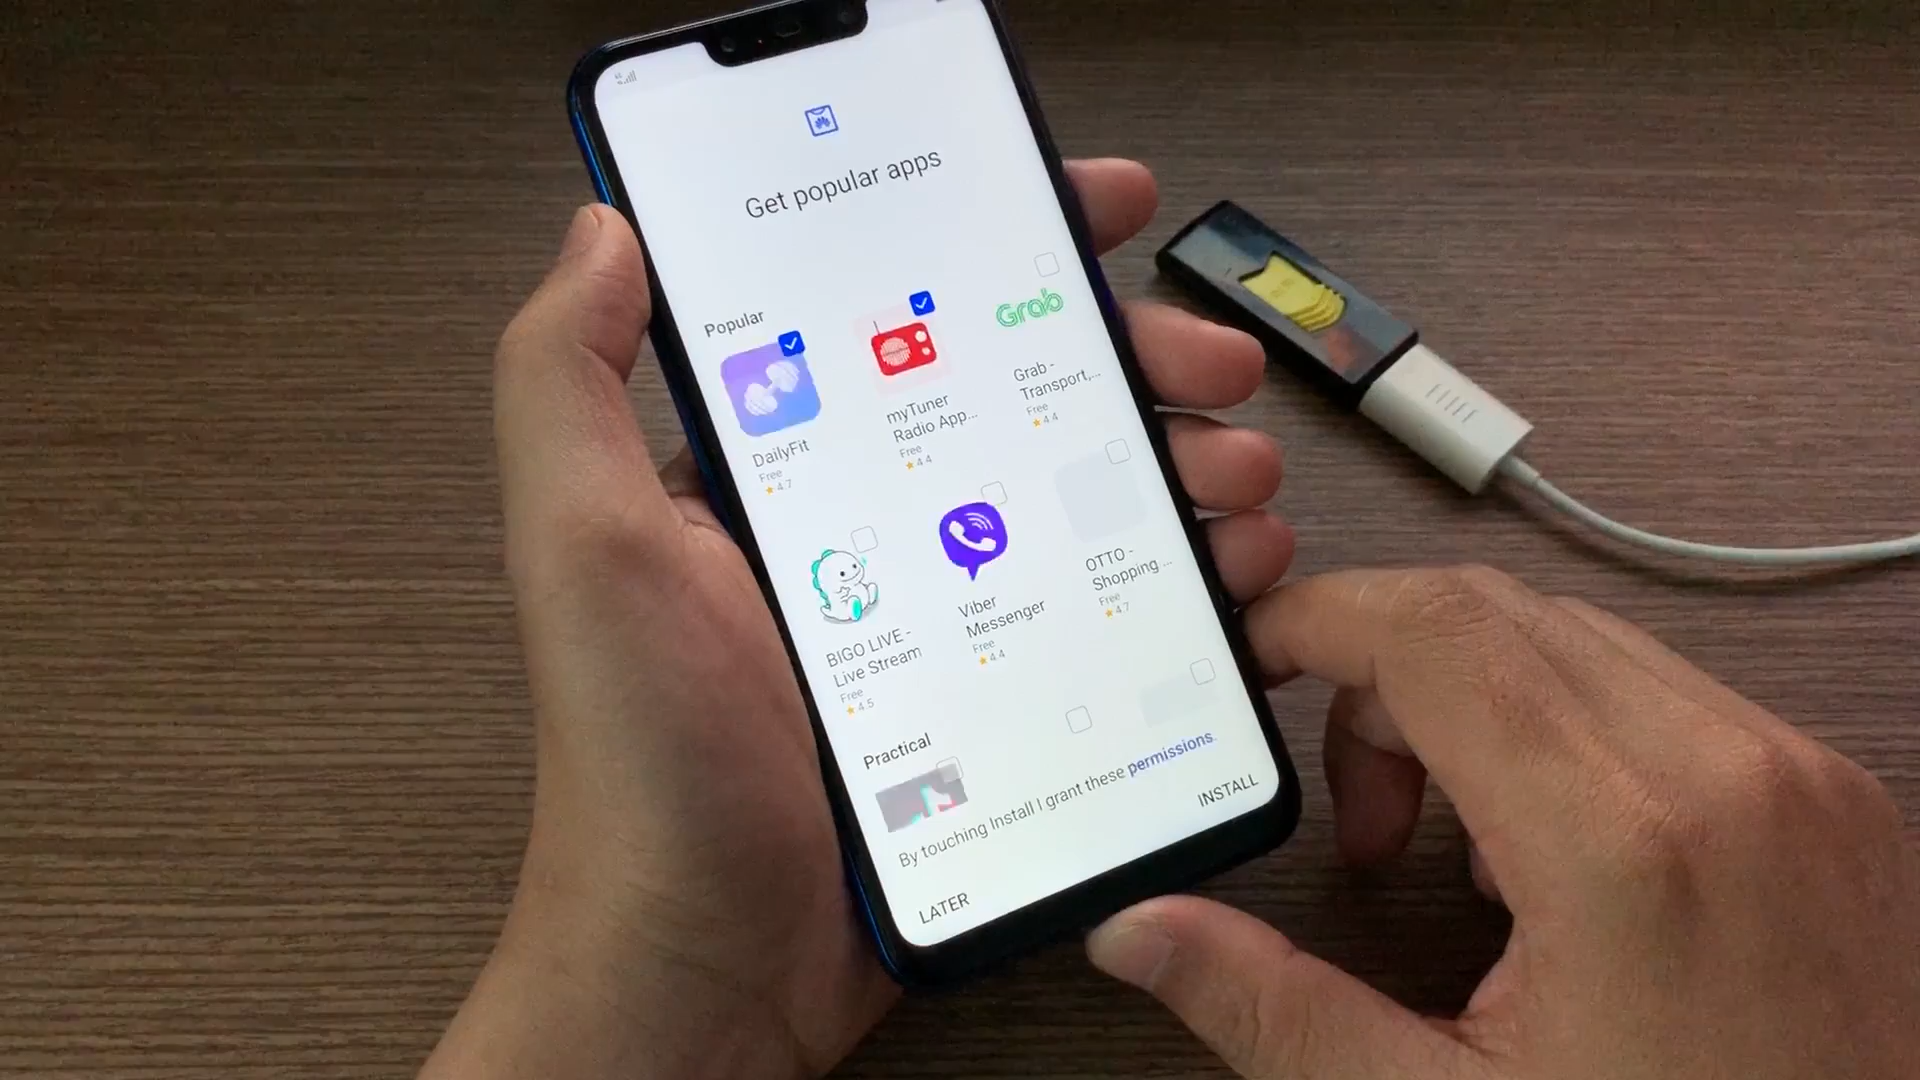 Get popular apps
Popular
DailyFit
Free
4.7
myTuner
Radio App...
Free
4.4
Grab
Grab -
Transport,...
Free
4.4
BIGO LIVE -
Live Stream
Free
4.5
Viber
Messenger
Free
4.4
OTTO -
Shopping ...
Free
4.7
Practical
By touching Install I grant these permissions.
LATER
INSTALL